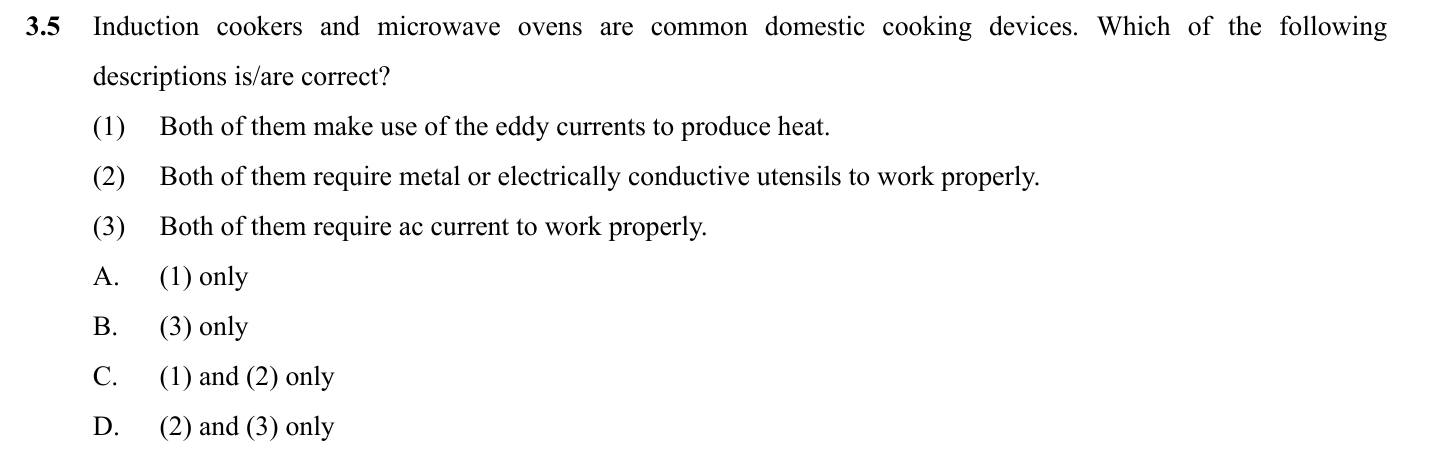 3.5 Induction cookers and microwave ovens are common domestic cooking devices. Which of the following
descriptions is/are correct?
(1) Both of them make use of the eddy currents to produce heat.
(2) Both of them require metal or electrically conductive utensils to work properly.
(3) Both of them require ac current to work properly.
A. (1) only
B. (3) only
C. (1) and (2) only
D. (2) and (3) only